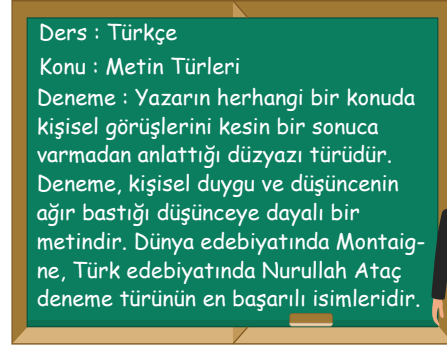 Ders : Türkçe
Konu : Metin Türleri
Deneme : Yazarın herhangi bir konuda
kişisel görüşlerini kesin bir sonuca
varmadan anlattığı düzyazı türüdür.
Deneme, kişisel duygu ve düşüncenin
ağır bastığı düşünceye dayalı bir
metindir. Dünya edebiyatında Montaig-
ne, Türk edebiyatında Nurullah Ataç
deneme türünün en başarılı isimleridir.